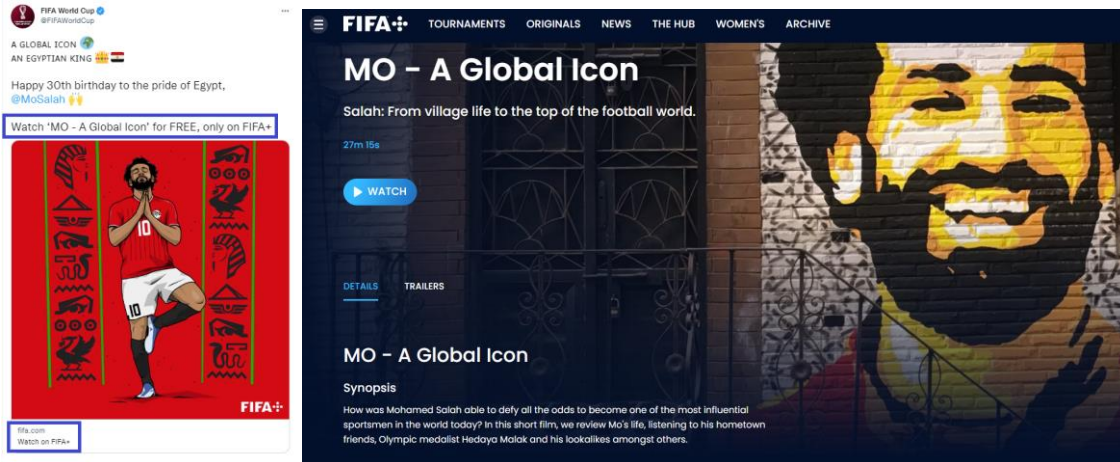 FIFA World Cup
@FIFAWorldCup
A GLOBAL ICON 🌍
AN EGYPTIAN KING 👑🇪🇬
Happy 30th birthday to the pride of Egypt,
@MoSalah 🙌
Watch ‘MO - A Global Icon’ for FREE, only on FIFA+
10
10
FIFA+
fifa.com
Watch on FIFA+
FIFA+ TOURNAMENTS ORIGINALS NEWS THE HUB WOMEN'S ARCHIVE
MO - A Global Icon
Salah: From village life to the top of the football world.
27m 15s
WATCH
DETAILS TRAILERS
MO - A Global Icon
Synopsis
How was Mohamed Salah able to defy all the odds to become one of the most influential
sportsmen in the world today? In this short film, we review Mo's life, listening to his hometown
friends, Olympic medalist Hedaya Malak and his lookalikes amongst others.